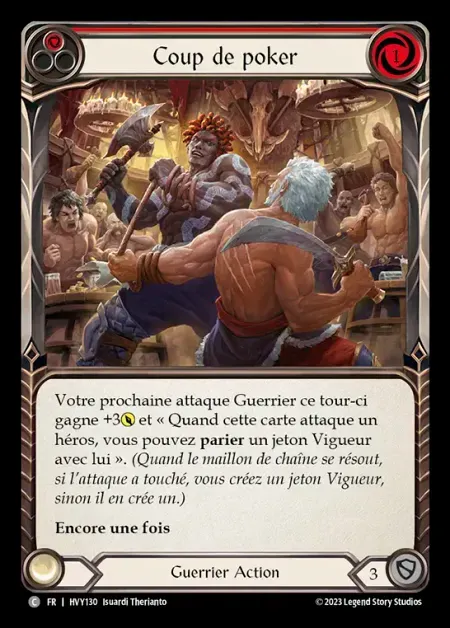 Coup de poker
1
Votre prochaine attaque Guerrier ce tour-ci
gagne +3 et « Quand cette carte attaque un
héros, vous pouvez parier un jeton Vigueur
avec lui ». (Quand le maillon de chaîne se résout,
si l'attaque a touché, vous créez un jeton Vigueur,
sinon il en crée un.)
Encore une fois
Guerrier Action
3
C FR | HVY130 Isuardi Therianto
© 2023 Legend Story Studios